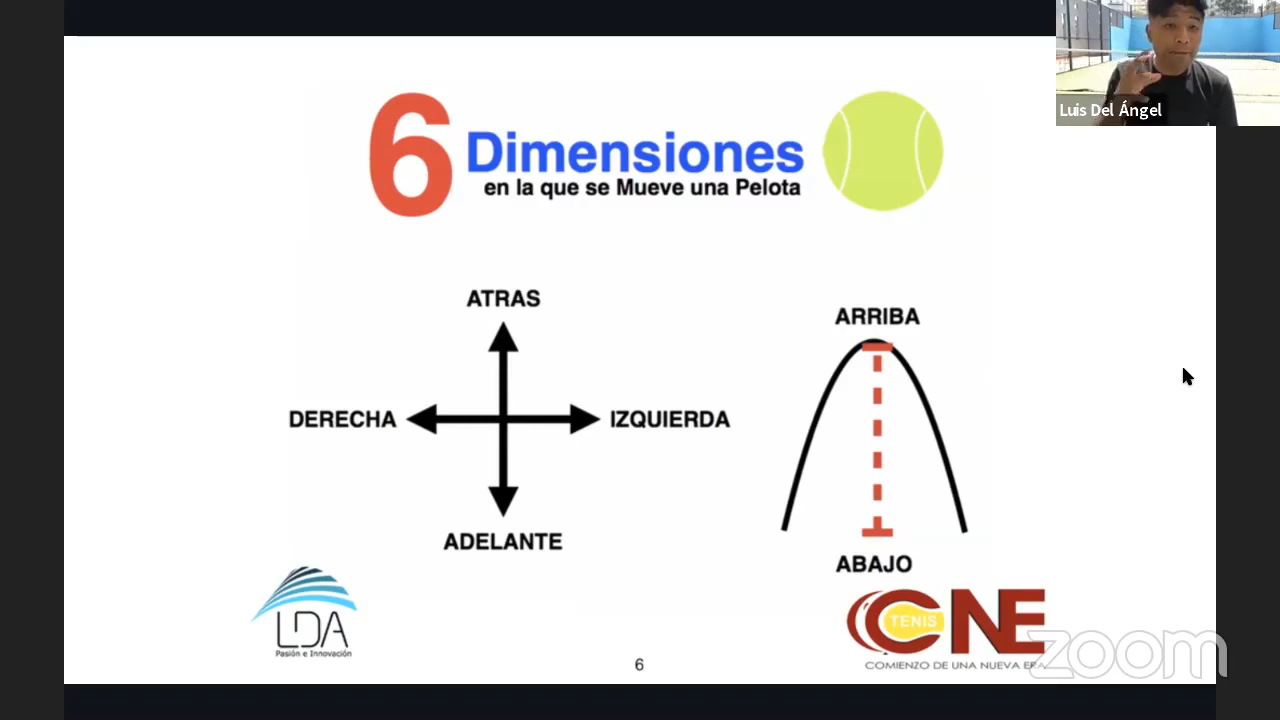 Luis Del Ángel
6 Dimensiones
en la que se Mueve una Pelota
ATRAS
DERECHA
IZQUIERDA
ADELANTE
ARRIBA
ABAJO
LDA
Pasión e Innovación
6
CNE
TENIS
COMIENZO DE UNA NUEVA ERA
zoom